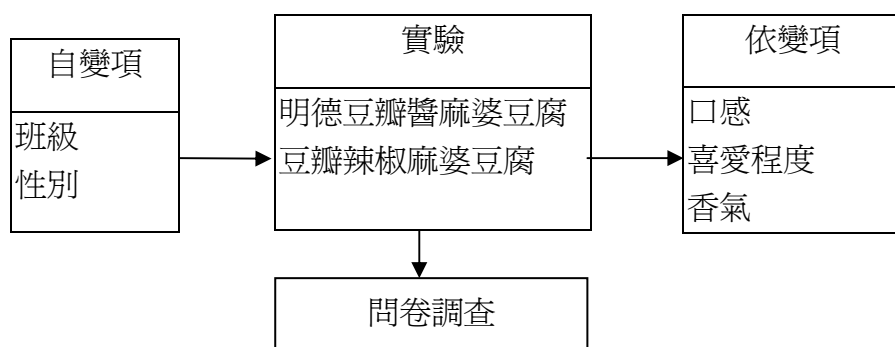 自變項
班級
性別
實驗
明德豆瓣醬麻婆豆腐
豆瓣辣椒麻婆豆腐
依變項
口感
喜愛程度
香氣
問卷調查